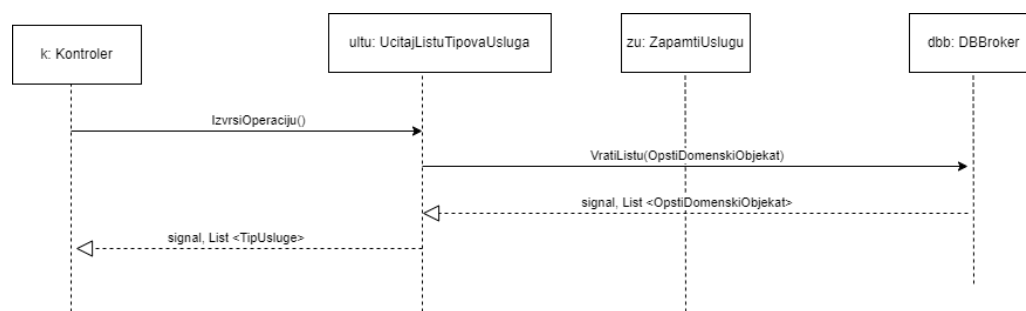 k: Kontroler
ultu: UcitajListuTipovaUsluga
zu: ZapamtiUslugu
dbb: DBBroker
IzvrsiOperaciju()
VratiListu(OpstiDomenskiObjekat)
signal, List <OpstiDomenskiObjekat>
signal, List <TipUsluge>